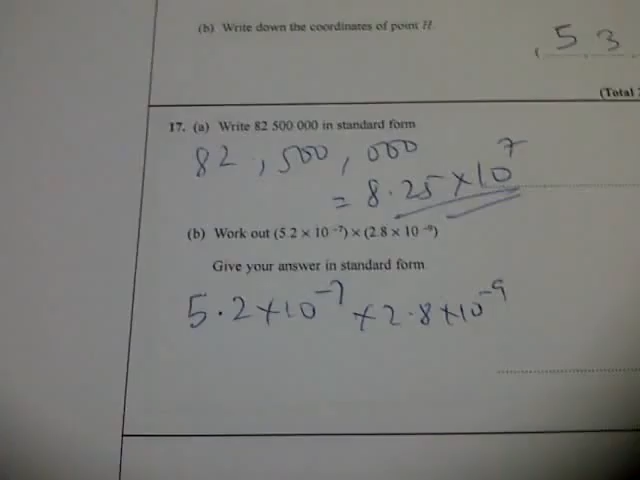 (b) Write down the coordinates of point H.
( 5 , 3
(Total
17. (a) Write 82 500 000 in standard form
82 , 500 , 000
= 8.25 × 10⁷
(b) Work out (5.2 × 10⁻⁷) × (2.8 × 10⁻⁹)
Give your answer in standard form
5.2 × 10⁻⁷ × 2.8 × 10⁻⁹